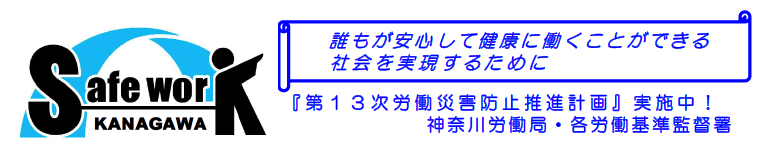 Safe work
KANAGAWA
誰もが安心して健康に働くことができる
社会を実現するために
『第１３次労働災害防止推進計画』実施中！
神奈川労働局・各労働基準監督署